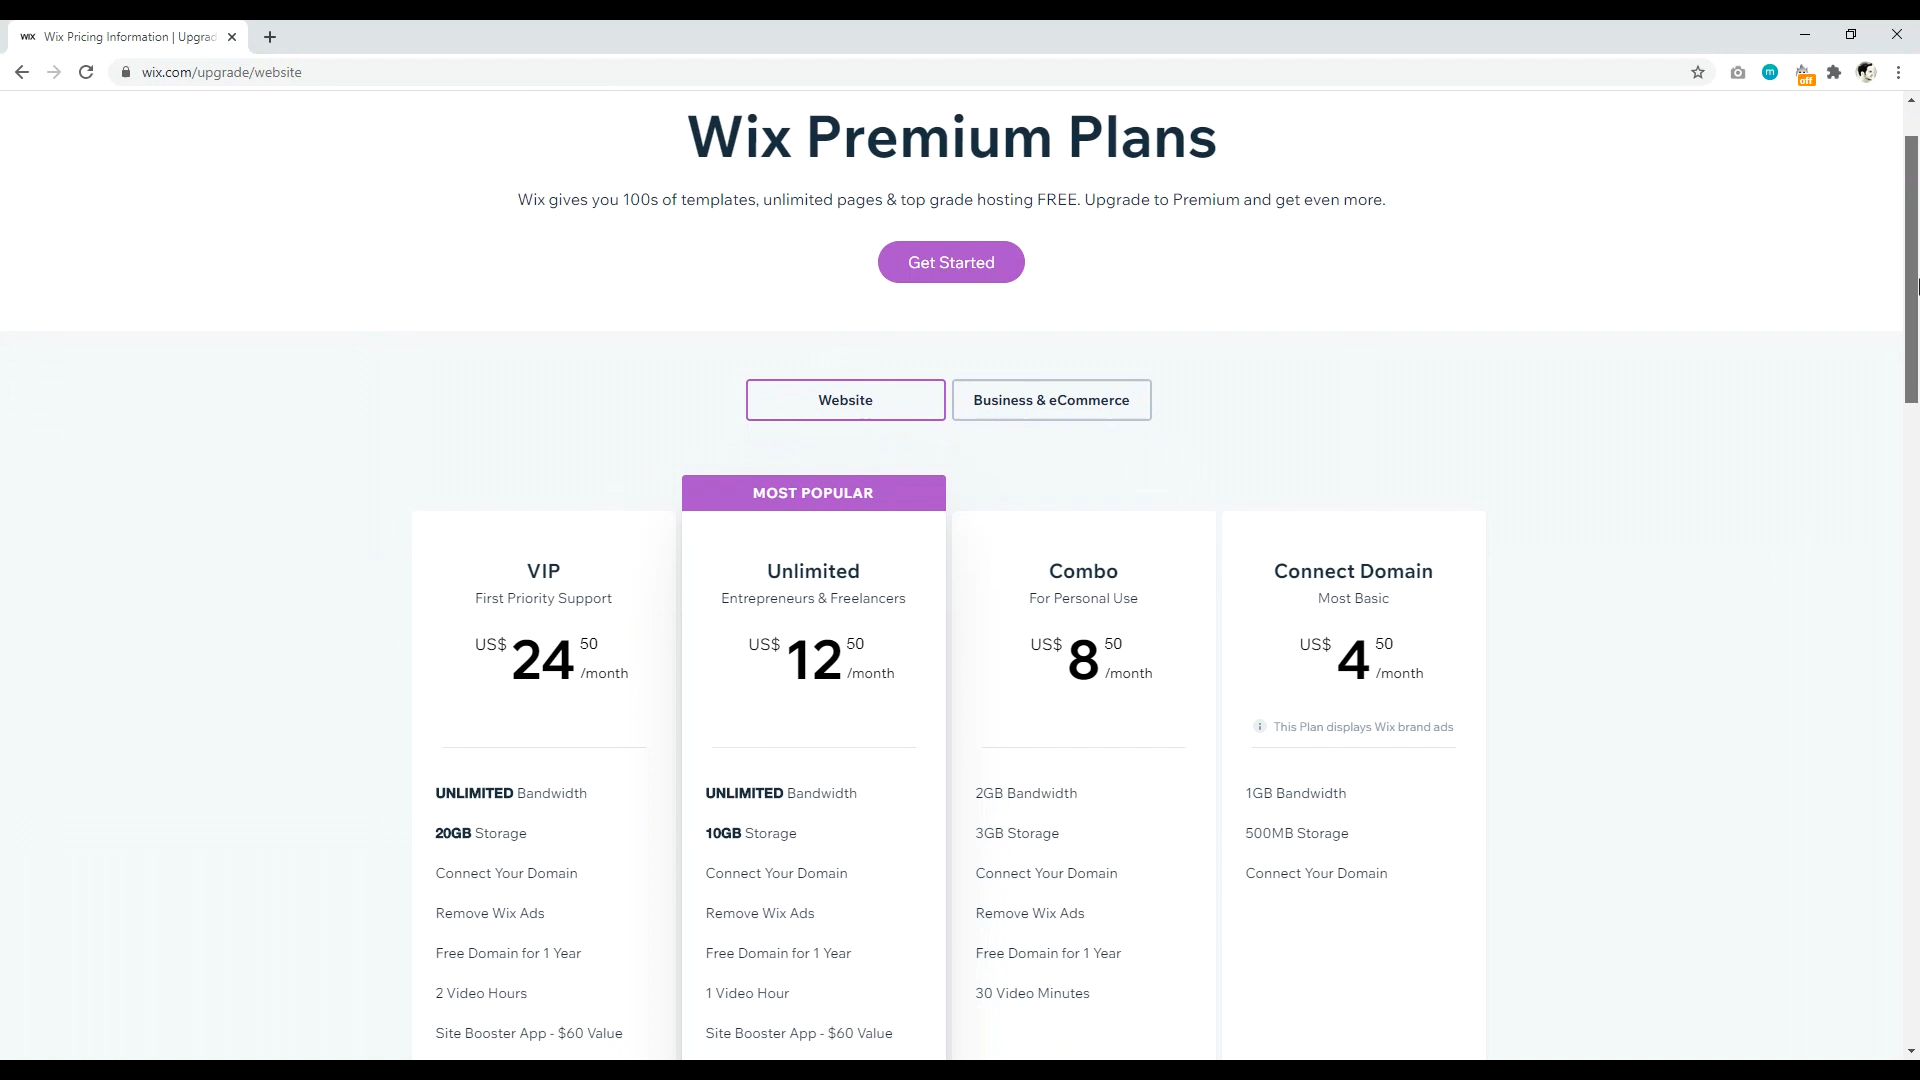 WIX Wix Pricing Information | Upgrad
wix.com/upgrade/website
m
off
Wix Premium Plans
Wix gives you 100s of templates, unlimited pages & top grade hosting FREE. Upgrade to Premium and get even more.
Get Started
Website
Business & eCommerce
MOST POPULAR
VIP
First Priority Support
US$ 24 50 /month
UNLIMITED Bandwidth
20GB Storage
Connect Your Domain
Remove Wix Ads
Free Domain for 1 Year
2 Video Hours
Site Booster App - $60 Value
Unlimited
Entrepreneurs & Freelancers
US$ 12 50 /month
UNLIMITED Bandwidth
10GB Storage
Connect Your Domain
Remove Wix Ads
Free Domain for 1 Year
1 Video Hour
Site Booster App - $60 Value
Combo
For Personal Use
US$ 8 50 /month
2GB Bandwidth
3GB Storage
Connect Your Domain
Remove Wix Ads
Free Domain for 1 Year
30 Video Minutes
Connect Domain
Most Basic
US$ 4 50 /month
This Plan displays Wix brand ads
1GB Bandwidth
500MB Storage
Connect Your Domain